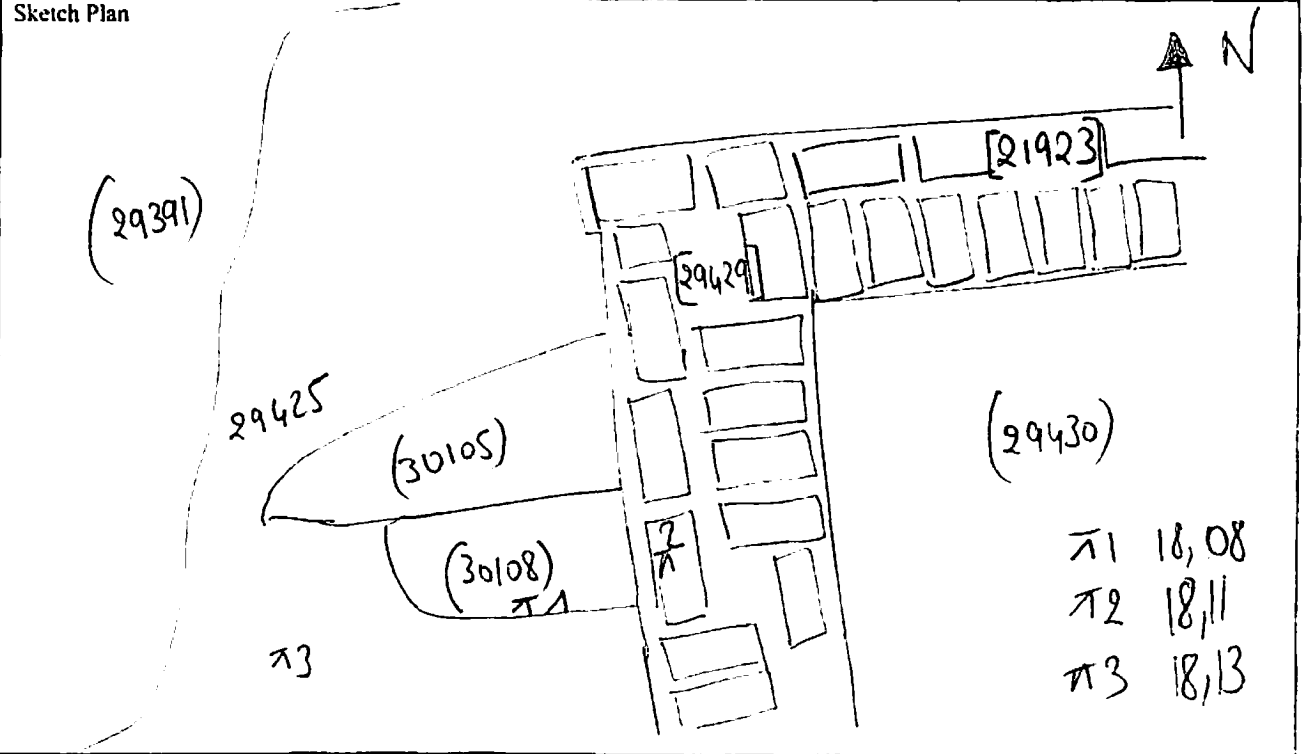 Sketch Plan
N
[21923]
(29391)
[29429]
29425
(30105)
(29430)
(30108)
π1
π2
π3
π1 18,08
π2 18,11
π3 18,13